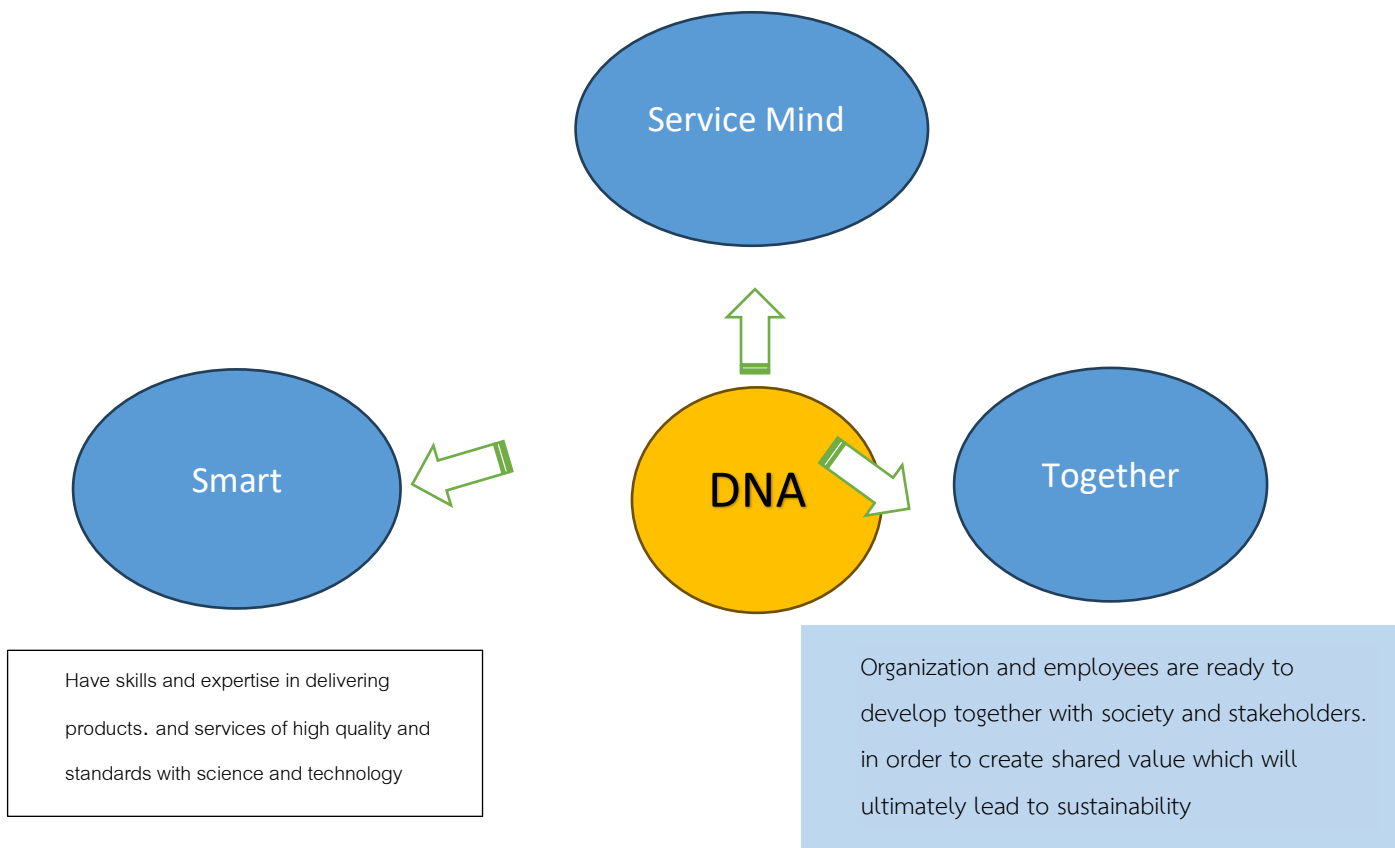 Service Mind
Smart
DNA
Together
Have skills and expertise in delivering
products. and services of high quality and
standards with science and technology
Organization and employees are ready to
develop together with society and stakeholders.
in order to create shared value which will
ultimately lead to sustainability